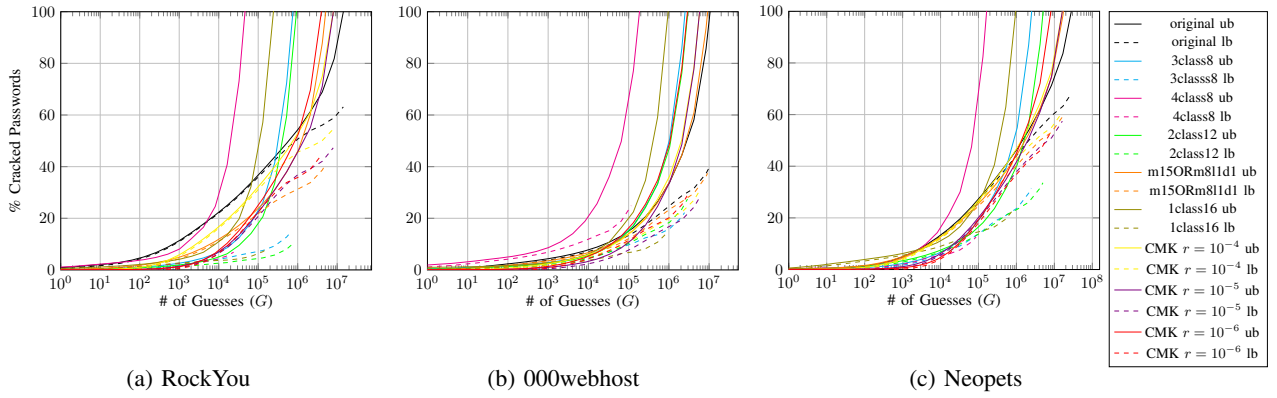 % Cracked Passwords
100
80
60
40
20
0
10^0 10^1 10^2 10^3 10^4 10^5 10^6 10^7
# of Guesses (G)
(a) RockYou
100
80
60
40
20
0
10^0 10^1 10^2 10^3 10^4 10^5 10^6 10^7
# of Guesses (G)
(b) 000webhost
100
80
60
40
20
0
10^0 10^1 10^2 10^3 10^4 10^5 10^6 10^7 10^8
# of Guesses (G)
(c) Neopets
original ub
original lb
3class8 ub
3classs8 lb
4class8 ub
4class8 lb
2class12 ub
2class12 lb
m15ORm8l1d1 ub
m15ORm8l1d1 lb
1class16 ub
1class16 lb
CMK r = 10^-4 ub
CMK r = 10^-4 lb
CMK r = 10^-5 ub
CMK r = 10^-5 lb
CMK r = 10^-6 ub
CMK r = 10^-6 lb